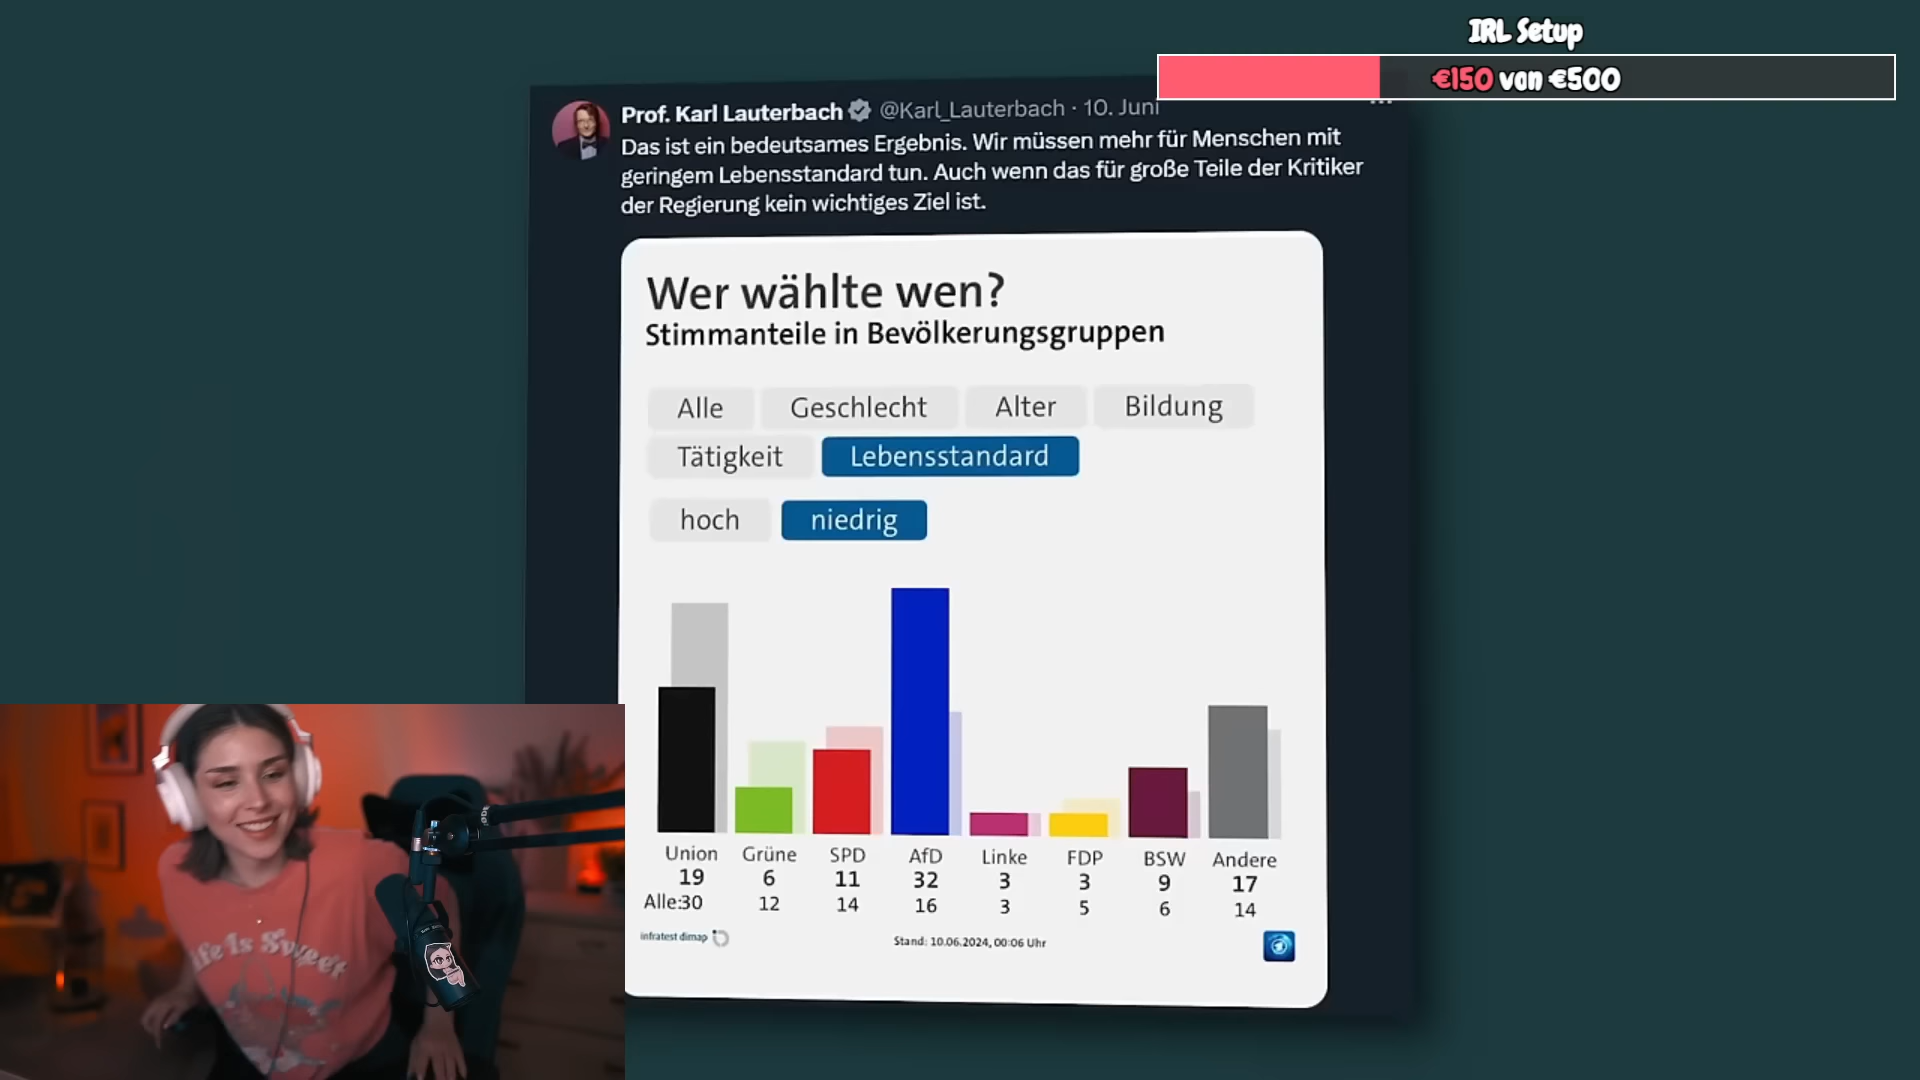 IRL Setup
€150 von €500
Prof. Karl Lauterbach @Karl_Lauterbach · 10. Juni
Das ist ein bedeutsames Ergebnis. Wir müssen mehr für Menschen mit
geringem Lebensstandard tun. Auch wenn das für große Teile der Kritiker
der Regierung kein wichtiges Ziel ist.
Wer wählte wen?
Stimmanteile in Bevölkerungsgruppen
Alle Geschlecht Alter Bildung
Tätigkeit Lebensstandard
hoch niedrig
Union Grüne SPD AfD Linke FDP BSW Andere
19 6 11 32 3 3 9 17
Alle:30 12 14 16 3 5 6 14
infratest dimap
Stand: 10.06.2024, 00:06 Uhr
ife Is Sweet